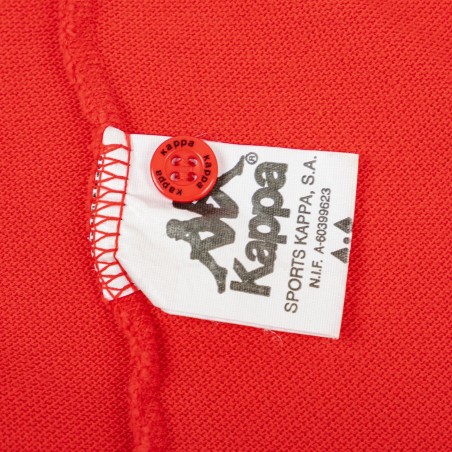 kappa
kappa
Kappa®
SPORTS KAPPA, S.A.
N.I.F. A-60399623